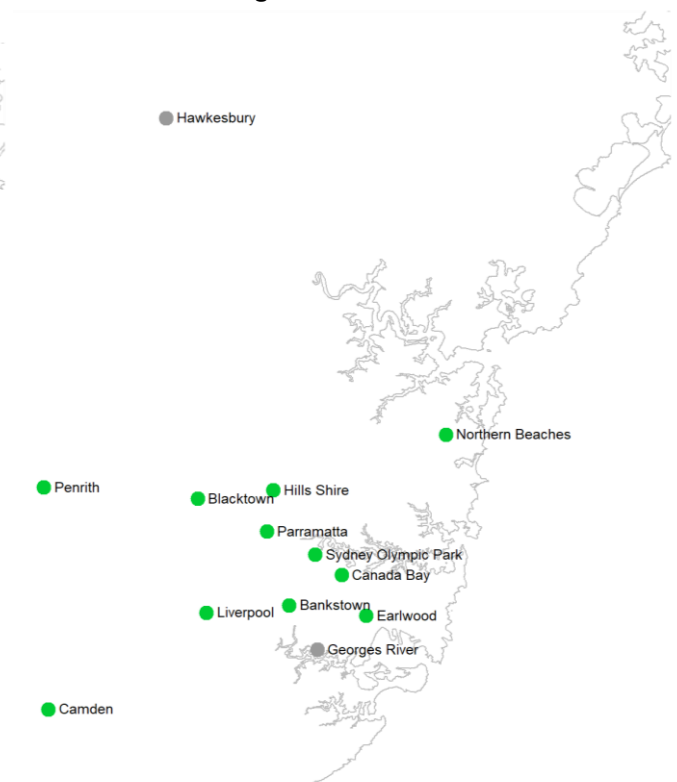 Hawkesbury
Northern Beaches
Penrith
Hills Shire
Blacktown
Parramatta
Sydney Olympic Park
Canada Bay
Bankstown
Liverpool
Earlwood
Georges River
Camden